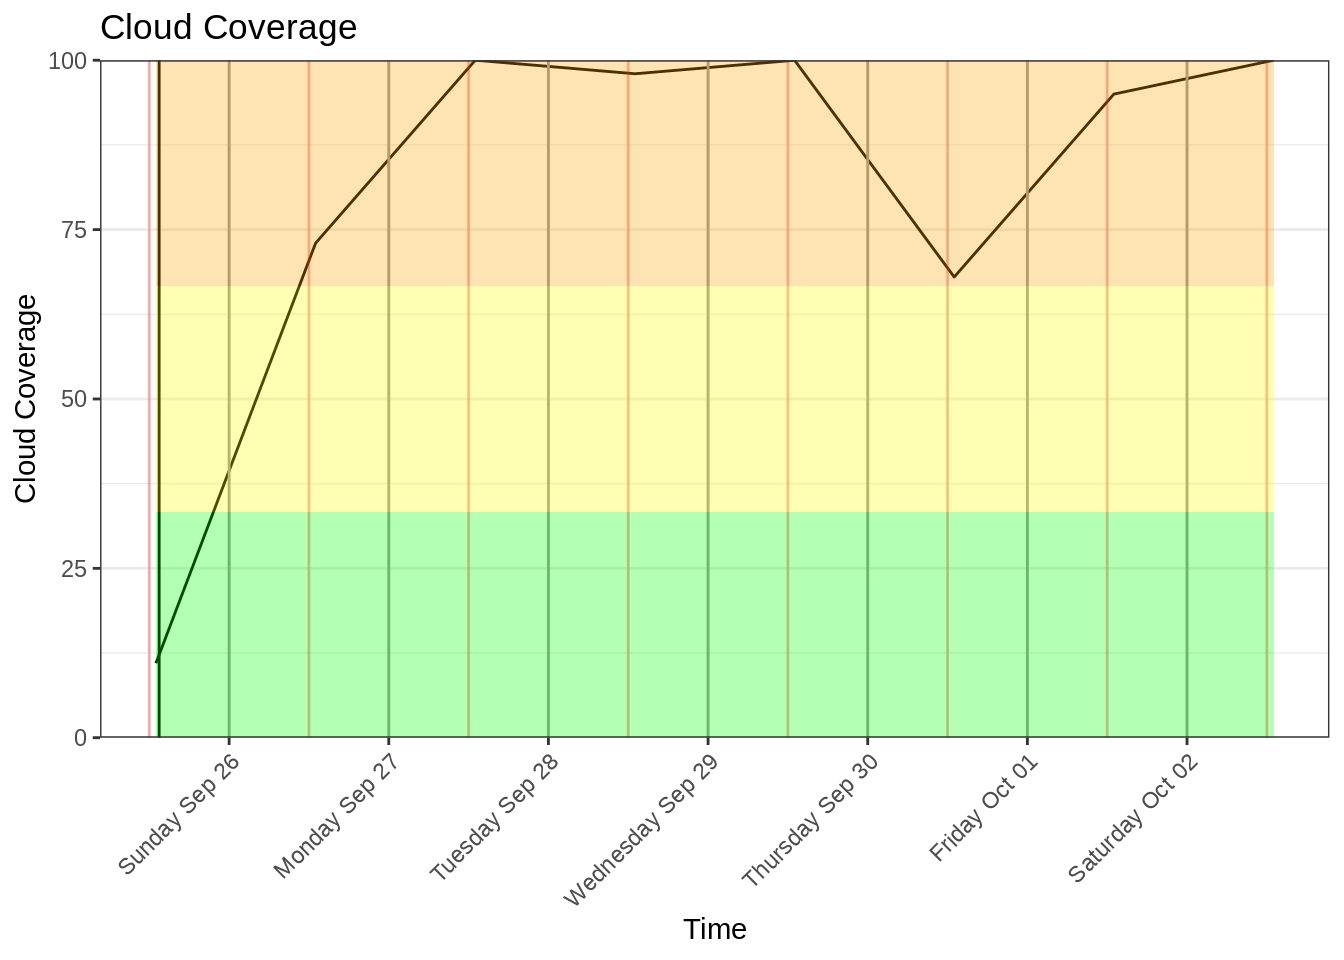 Cloud Coverage
100
75
50
25
0
Cloud Coverage
Sunday Sep 26
Monday Sep 27
Tuesday Sep 28
Wednesday Sep 29
Thursday Sep 30
Friday Oct 01
Saturday Oct 02
Time